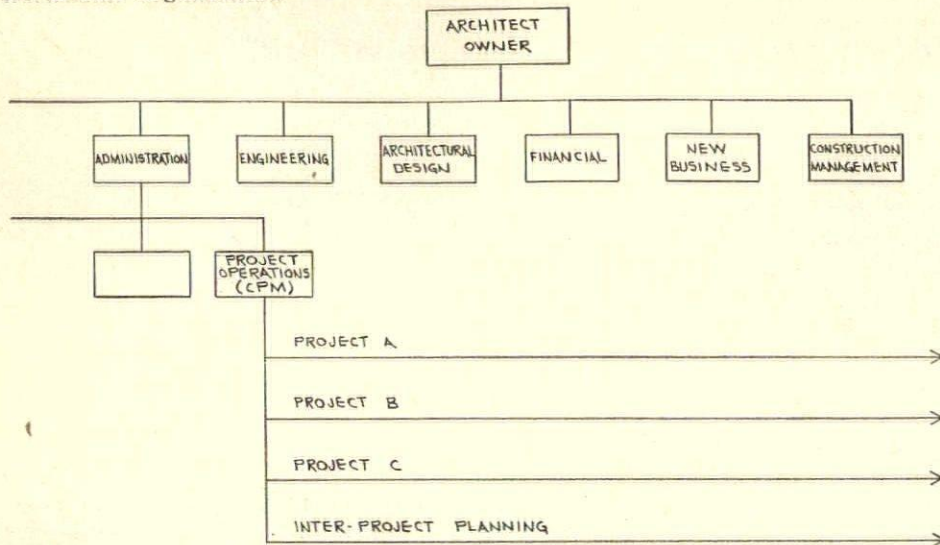 ARCHITECT
OWNER
ADMINISTRATION
ENGINEERING
ARCHITECTURAL
DESIGN
FINANCIAL
NEW
BUSINESS
CONSTRUCTION
MANAGEMENT
PROJECT
OPERATIONS
(CPM)
PROJECT A
PROJECT B
PROJECT C
INTER-PROJECT PLANNING